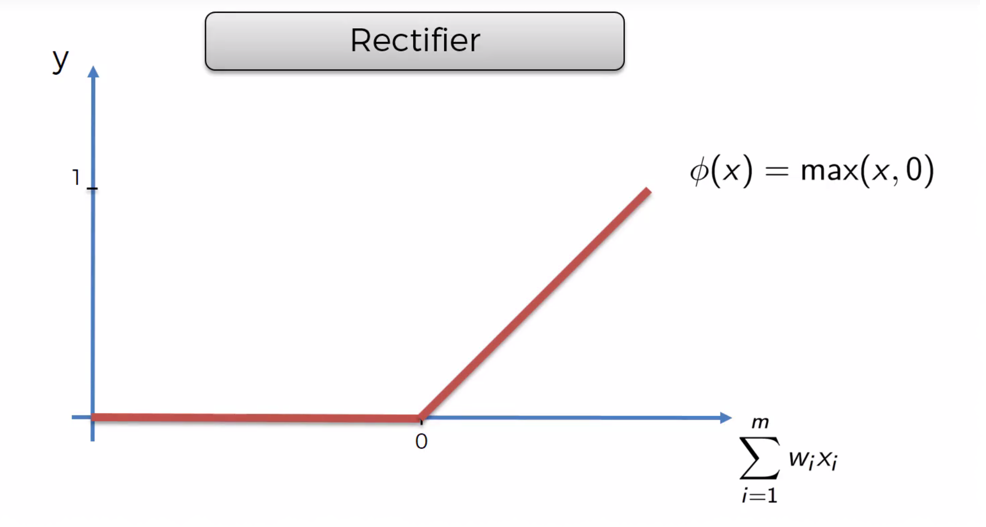 Rectifier
y
1
ϕ(x) = max(x, 0)
0
m
∑ wᵢxᵢ
i=1